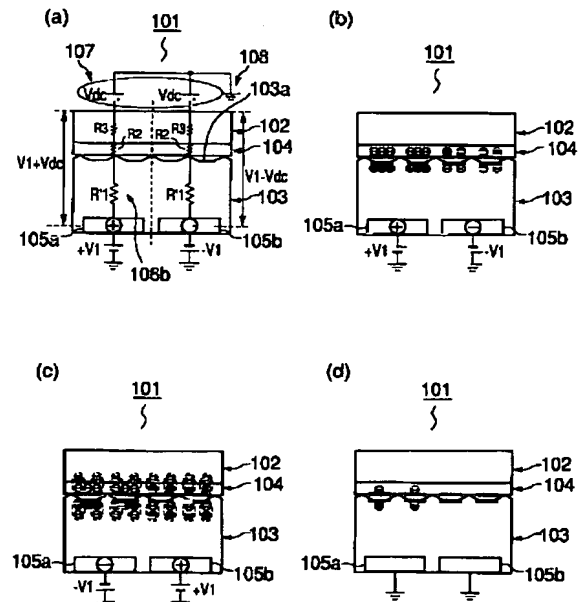 (a)
101
107
108
Vdc Vdc
103a
R3 R3
102
R2 R2
104
V1+Vdc
V1-Vdc
103
R'1 R'1
105a
105b
+V1
-V1
108b
(b)
101
102
104
103
105a
105b
+V1
-V1
(c)
101
102
104
103
105a
105b
-V1
+V1
(d)
101
102
104
103
105a
105b